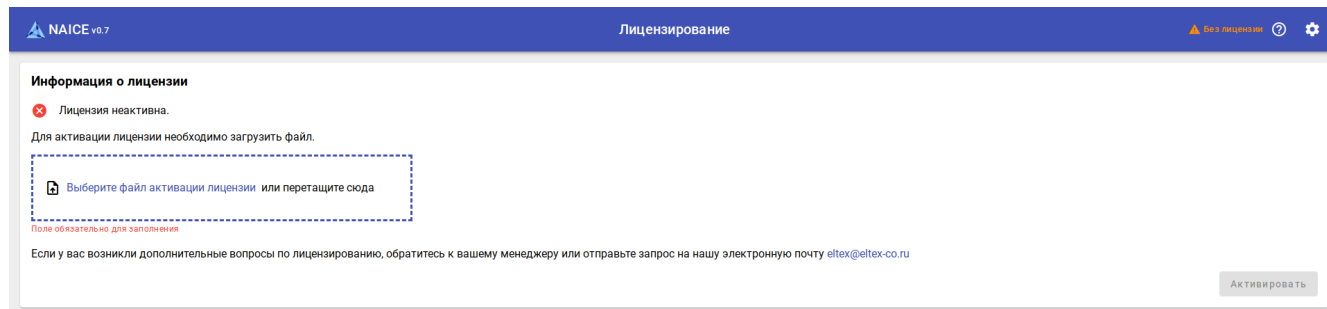 NAICE v0.7
Лицензирование
Без лицензии
Информация о лицензии
Лицензия неактивна.
Для активации лицензии необходимо загрузить файл.
Выберите файл активации лицензии или перетащите сюда
Поле обязательно для заполнения
Если у вас возникли дополнительные вопросы по лицензированию, обратитесь к вашему менеджеру или отправьте запрос на нашу электронную почту eltex@eltex-co.ru
Активировать